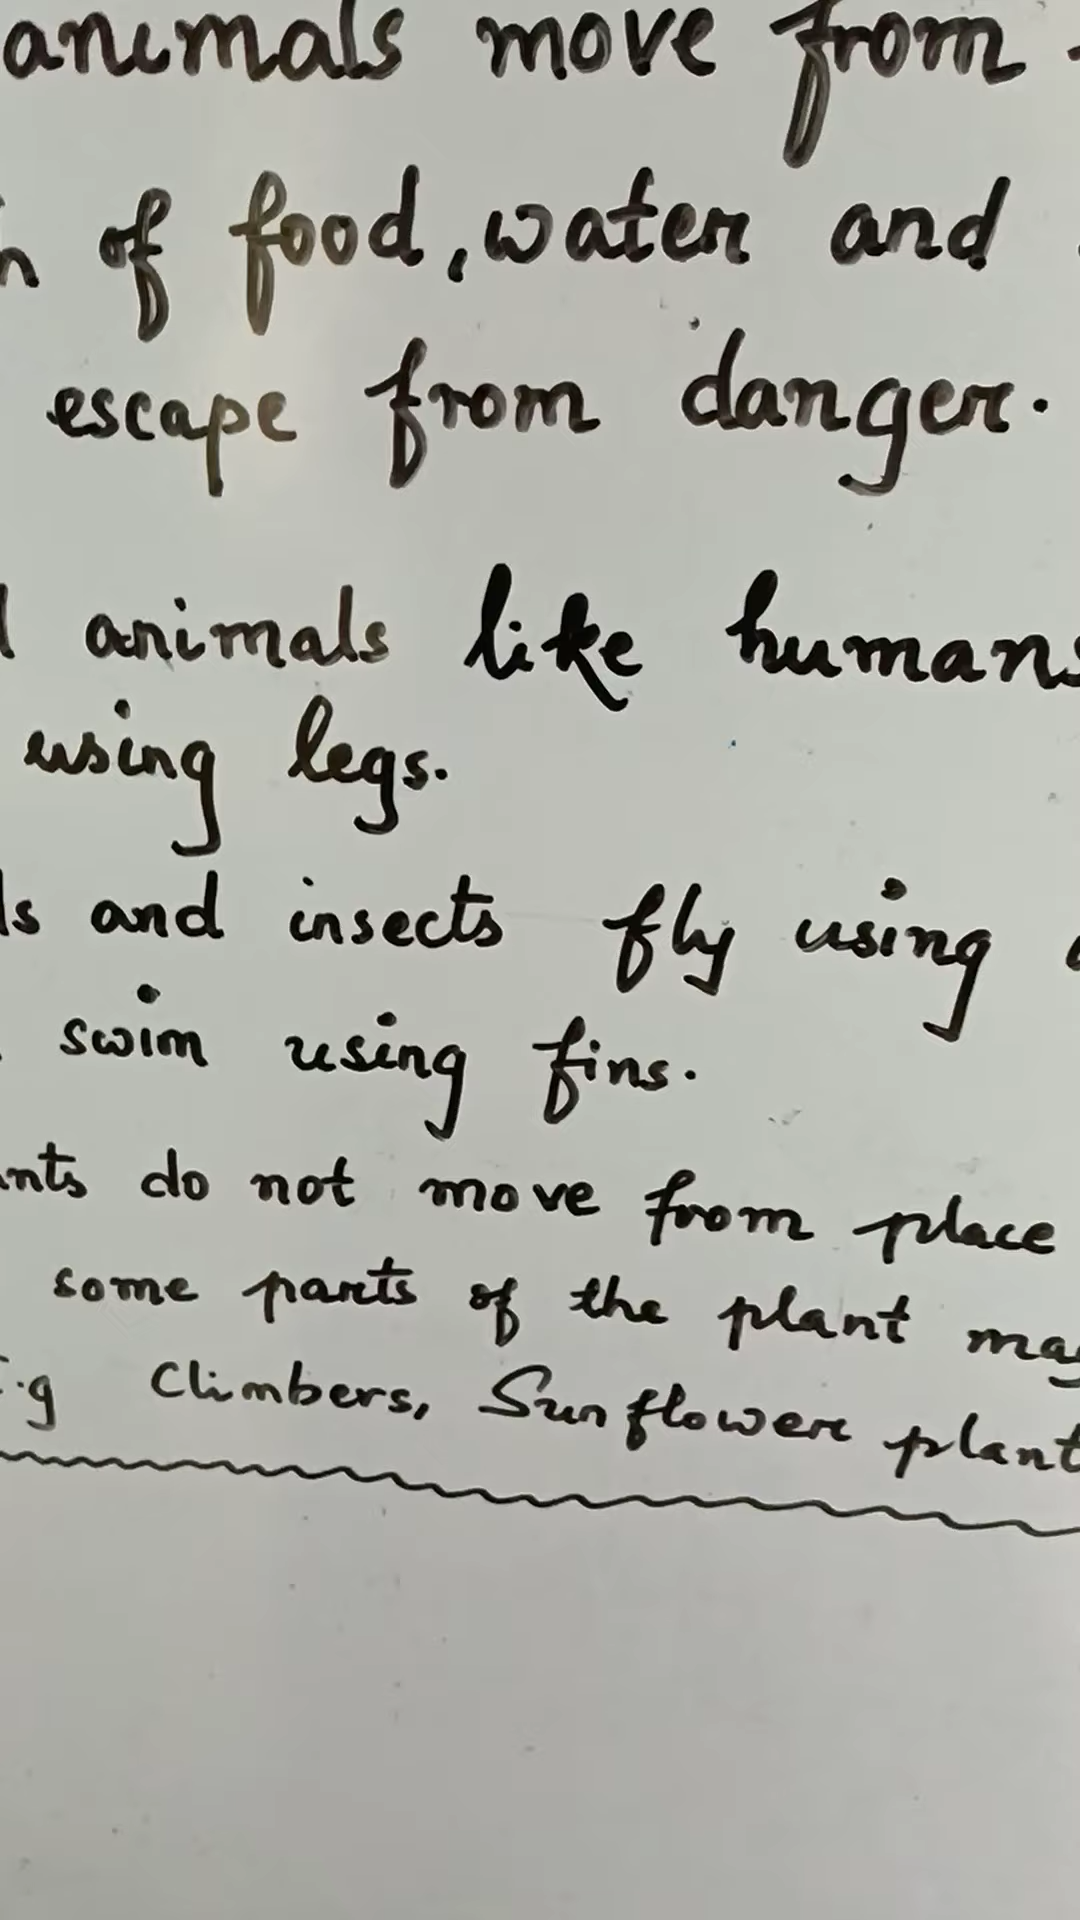 animals move from
of food, water and
escape from danger.
animals like humans
using legs.
and insects fly using
swim using fins.
do not move from place
some parts of the plant
E.g Climbers, Sunflower plant